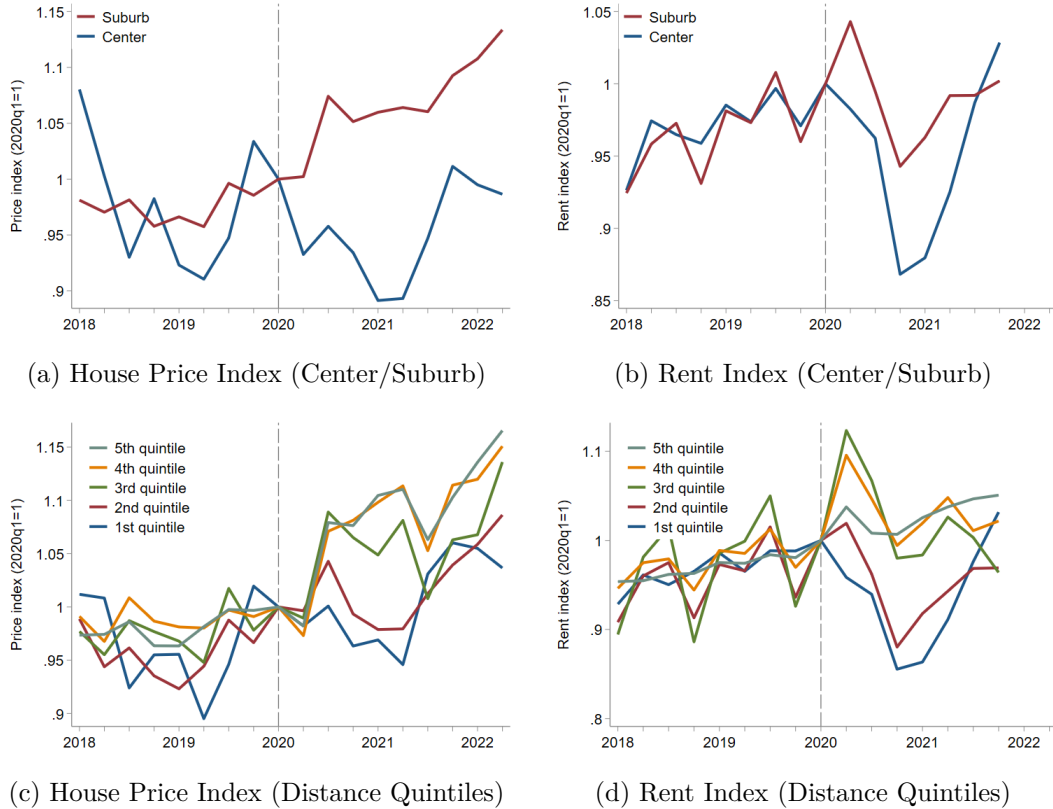 Price index (2020q1=1)
1.15
1.1
1.05
1
.95
.9
Suburb
Center
2018 2019 2020 2021 2022
(a) House Price Index (Center/Suburb)
Rent index (2020q1=1)
1.05
1
.95
.9
.85
Suburb
Center
2018 2019 2020 2021 2022
(b) Rent Index (Center/Suburb)
Price index (2020q1=1)
1.15
1.1
1.05
1
.95
.9
5th quintile
4th quintile
3rd quintile
2nd quintile
1st quintile
2018 2019 2020 2021 2022
(c) House Price Index (Distance Quintiles)
Rent index (2020q1=1)
1.1
1
.9
.8
5th quintile
4th quintile
3rd quintile
2nd quintile
1st quintile
2018 2019 2020 2021 2022
(d) Rent Index (Distance Quintiles)